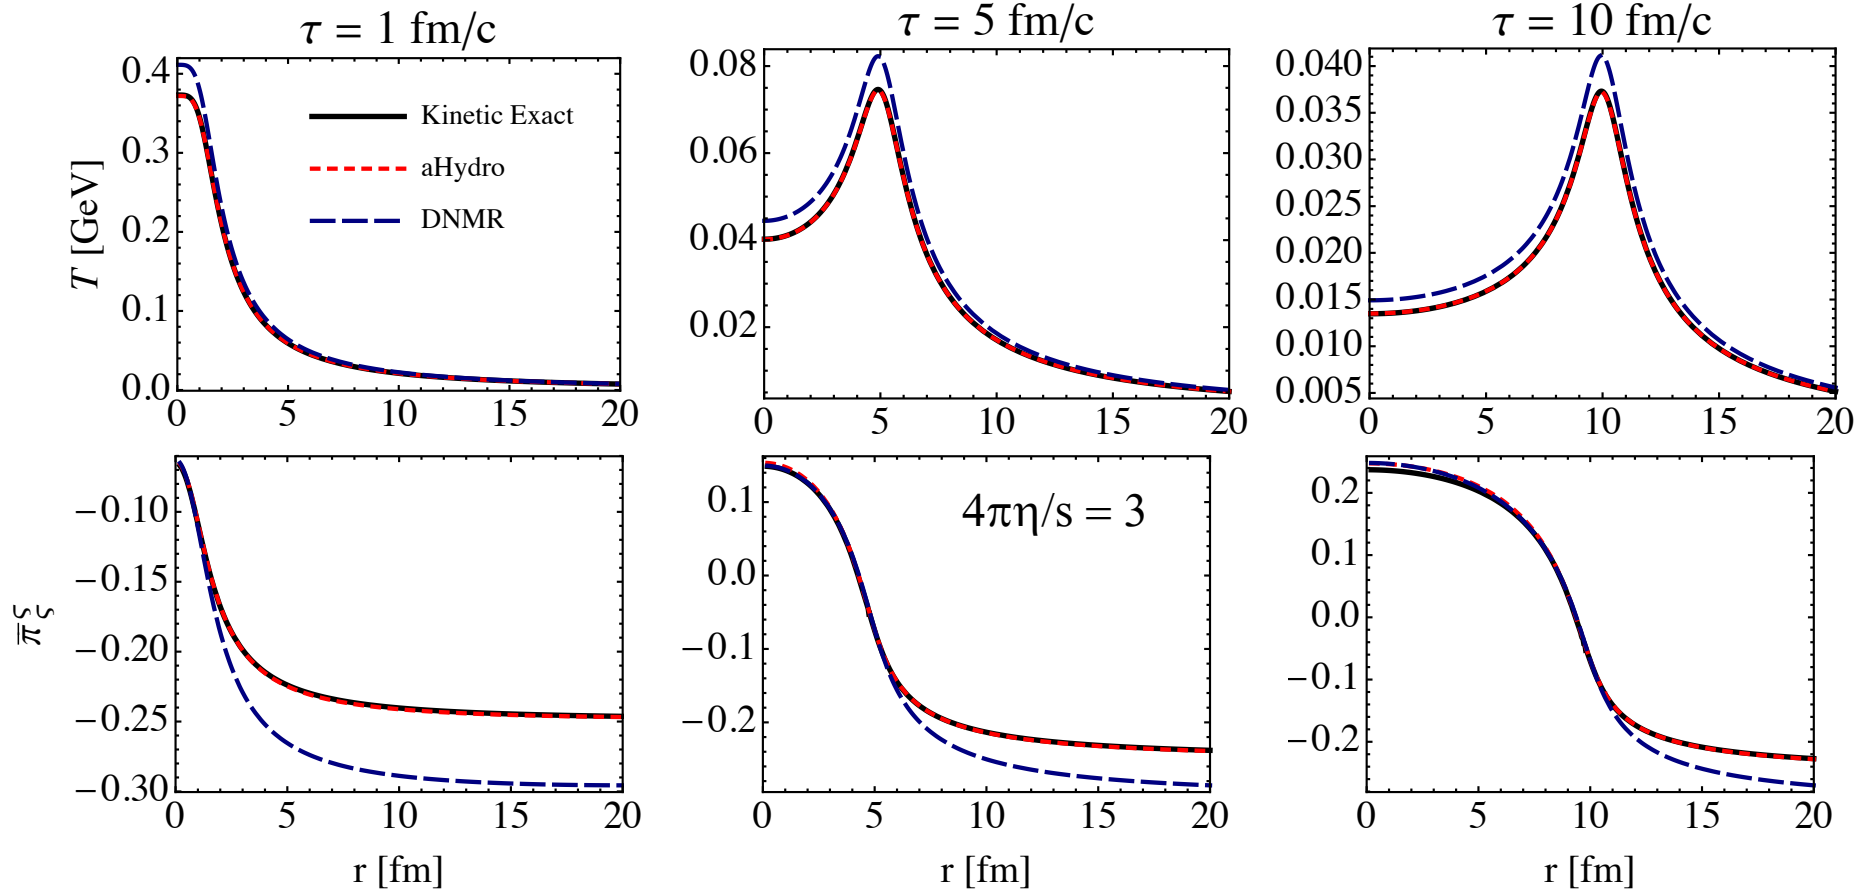 τ = 1 fm/c
τ = 5 fm/c
τ = 10 fm/c
T [GeV]
0.4
0.3
0.2
0.1
0.0
0 5 10 15 20
Kinetic Exact
aHydro
DNMR
0.08
0.06
0.04
0.02
0 5 10 15 20
0.040
0.035
0.030
0.025
0.020
0.015
0.010
0.005
0 5 10 15 20
π̅ςς
−0.10
−0.15
−0.20
−0.25
−0.30
0 5 10 15 20
r [fm]
0.1
0.0
−0.1
−0.2
4πη/s = 3
0 5 10 15 20
r [fm]
0.2
0.1
0.0
−0.1
−0.2
0 5 10 15 20
r [fm]